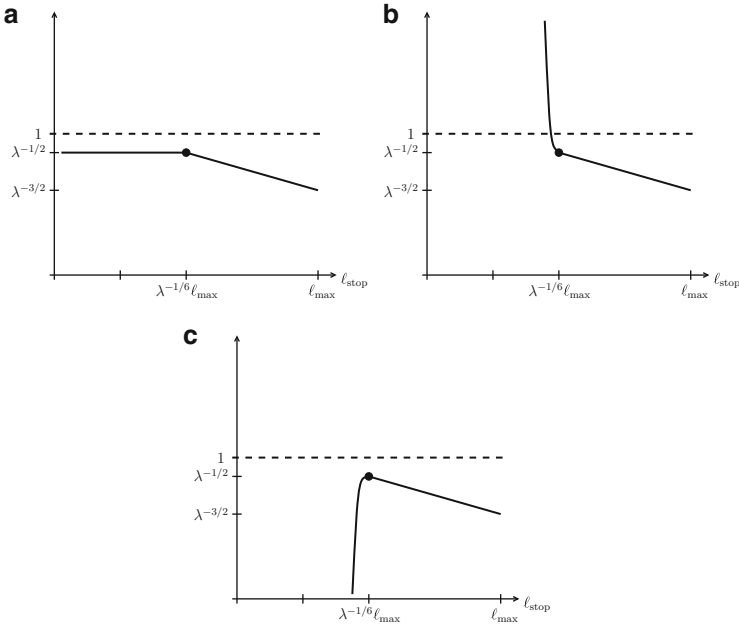 a
1
λ^{-1/2}
λ^{-3/2}
λ^{-1/6}ℓ_max
ℓ_max
ℓ_stop
b
1
λ^{-1/2}
λ^{-3/2}
λ^{-1/6}ℓ_max
ℓ_max
ℓ_stop
c
1
λ^{-1/2}
λ^{-3/2}
λ^{-1/6}ℓ_max
ℓ_max
ℓ_stop